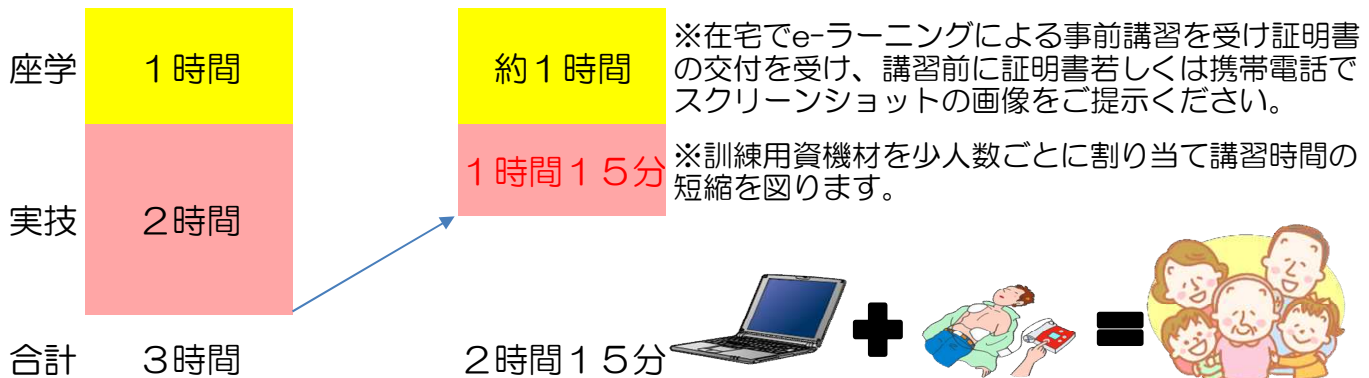 座学 １時間 約１時間
※在宅でe-ラーニングによる事前講習を受け証明書
の交付を受け、講習前に証明書若しくは携帯電話で
スクリーンショットの画像をご提示ください。
１時間１５分
※訓練用資機材を少人数ごとに割り当て講習時間の
短縮を図ります。
実技 ２時間
合計 ３時間 ２時間１５分